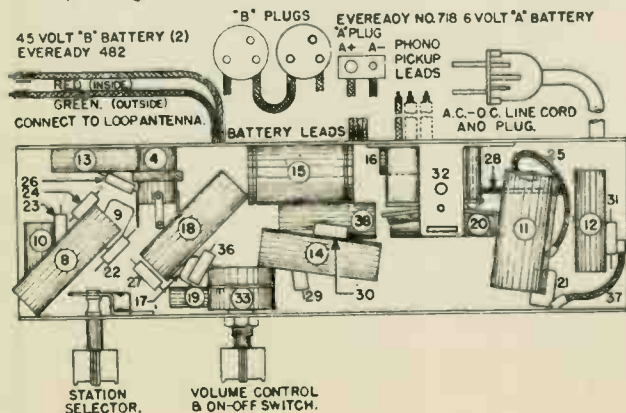 "B" PLUGS
45 VOLT "B" BATTERY (2)
EVEREADY 482
EVEREADY NO. 718 6 VOLT "A" BATTERY
"A" PLUG
A+ A-
PHONO
PICKUP
LEADS
RED (INSIDE)
GREEN. (OUTSIDE)
CONNECT TO LOOP ANTENNA.
A.C.-D.C. LINE CORD
AND PLUG.
BATTERY LEADS
13 4 15 16 32 28 25
26
24
23 9 18 38 20 11 12 31
10 8 36 14
22 27 30 21
17 19 33 29 37
STATION
SELECTOR.
VOLUME CONTROL
& ON-OFF SWITCH.